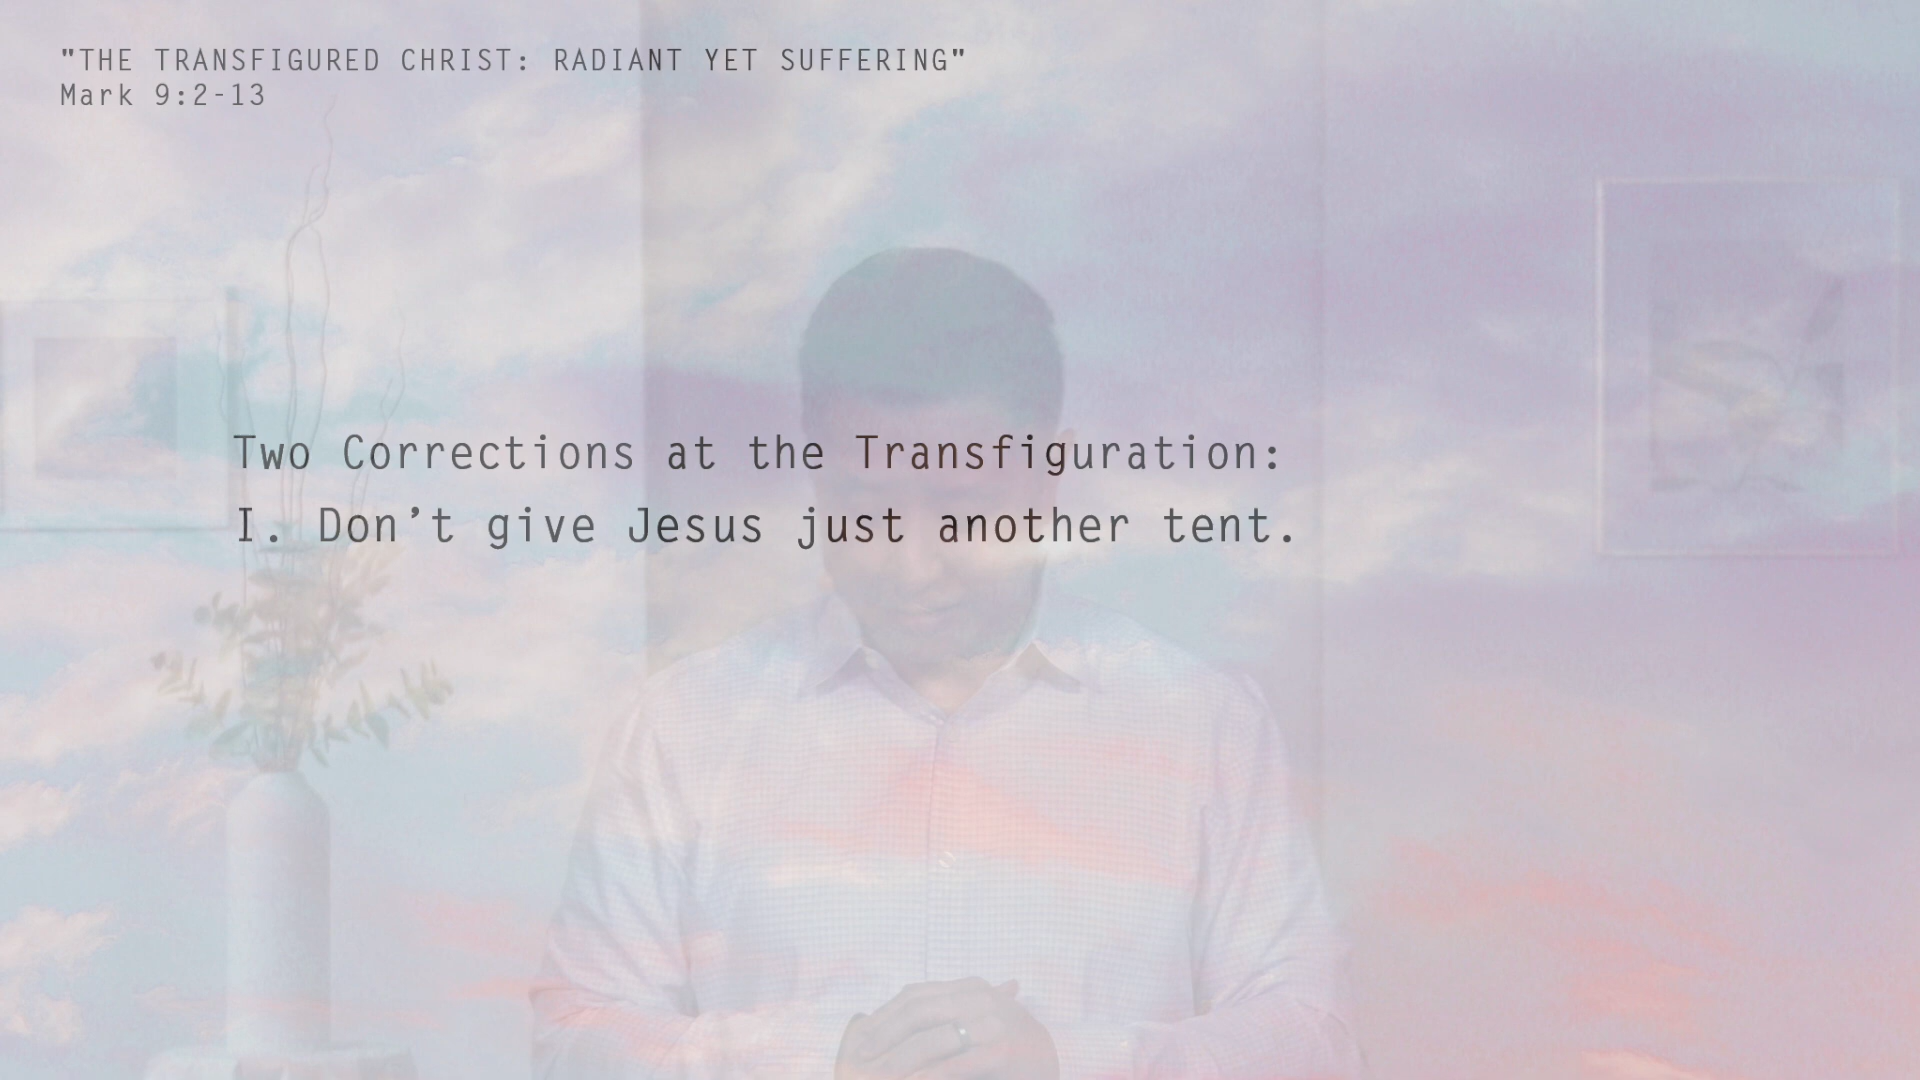 "THE TRANSFIGURED CHRIST: RADIANT YET SUFFERING"
Mark 9:2-13
Two Corrections at the Transfiguration:
I. Don’t give Jesus just another tent.